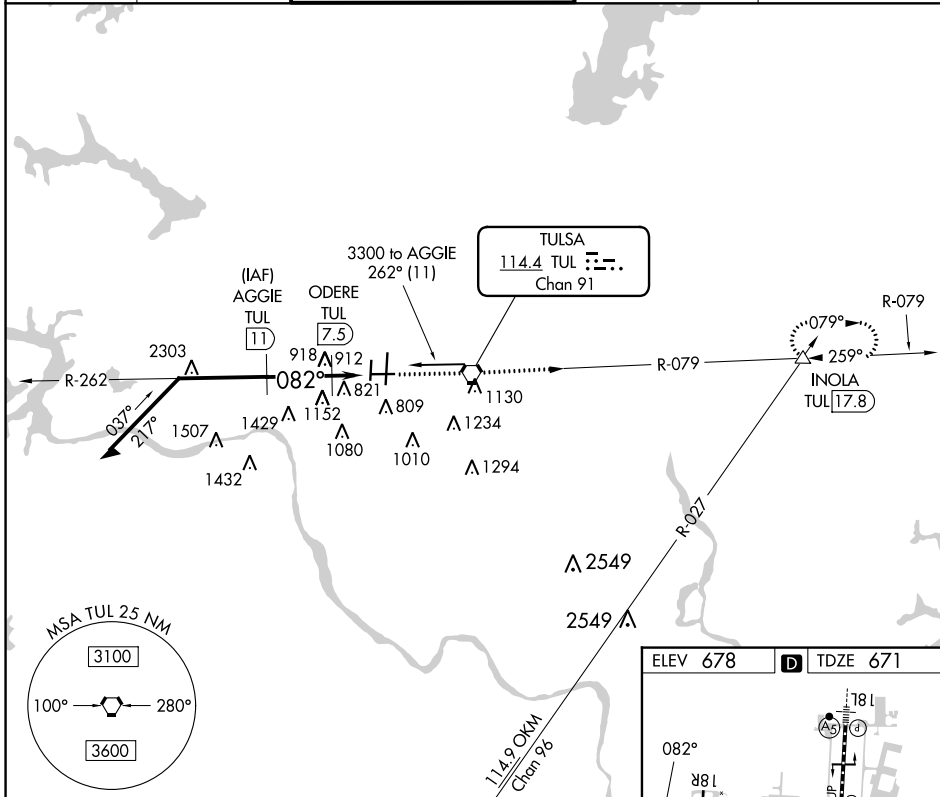 TULSA
114.4 TUL
Chan 91
3300 to AGGIE
262° (11)
(IAF)
AGGIE
TUL
11
ODERE
TUL
7.5
R-079
079°
259°
INOLA
TUL 17.8
R-079
2303
918
912
R-262
082°
821
1130
037°
217°
1152
809
1507
1429
1080
1234
1010
1432
1294
R-027
2549
2549
MSA TUL 25 NM
3100
100°
280°
3600
114.9 OKM
Chan 96
ELEV 678
D
TDZE 671
18L
A5
P
082°
18R
UP